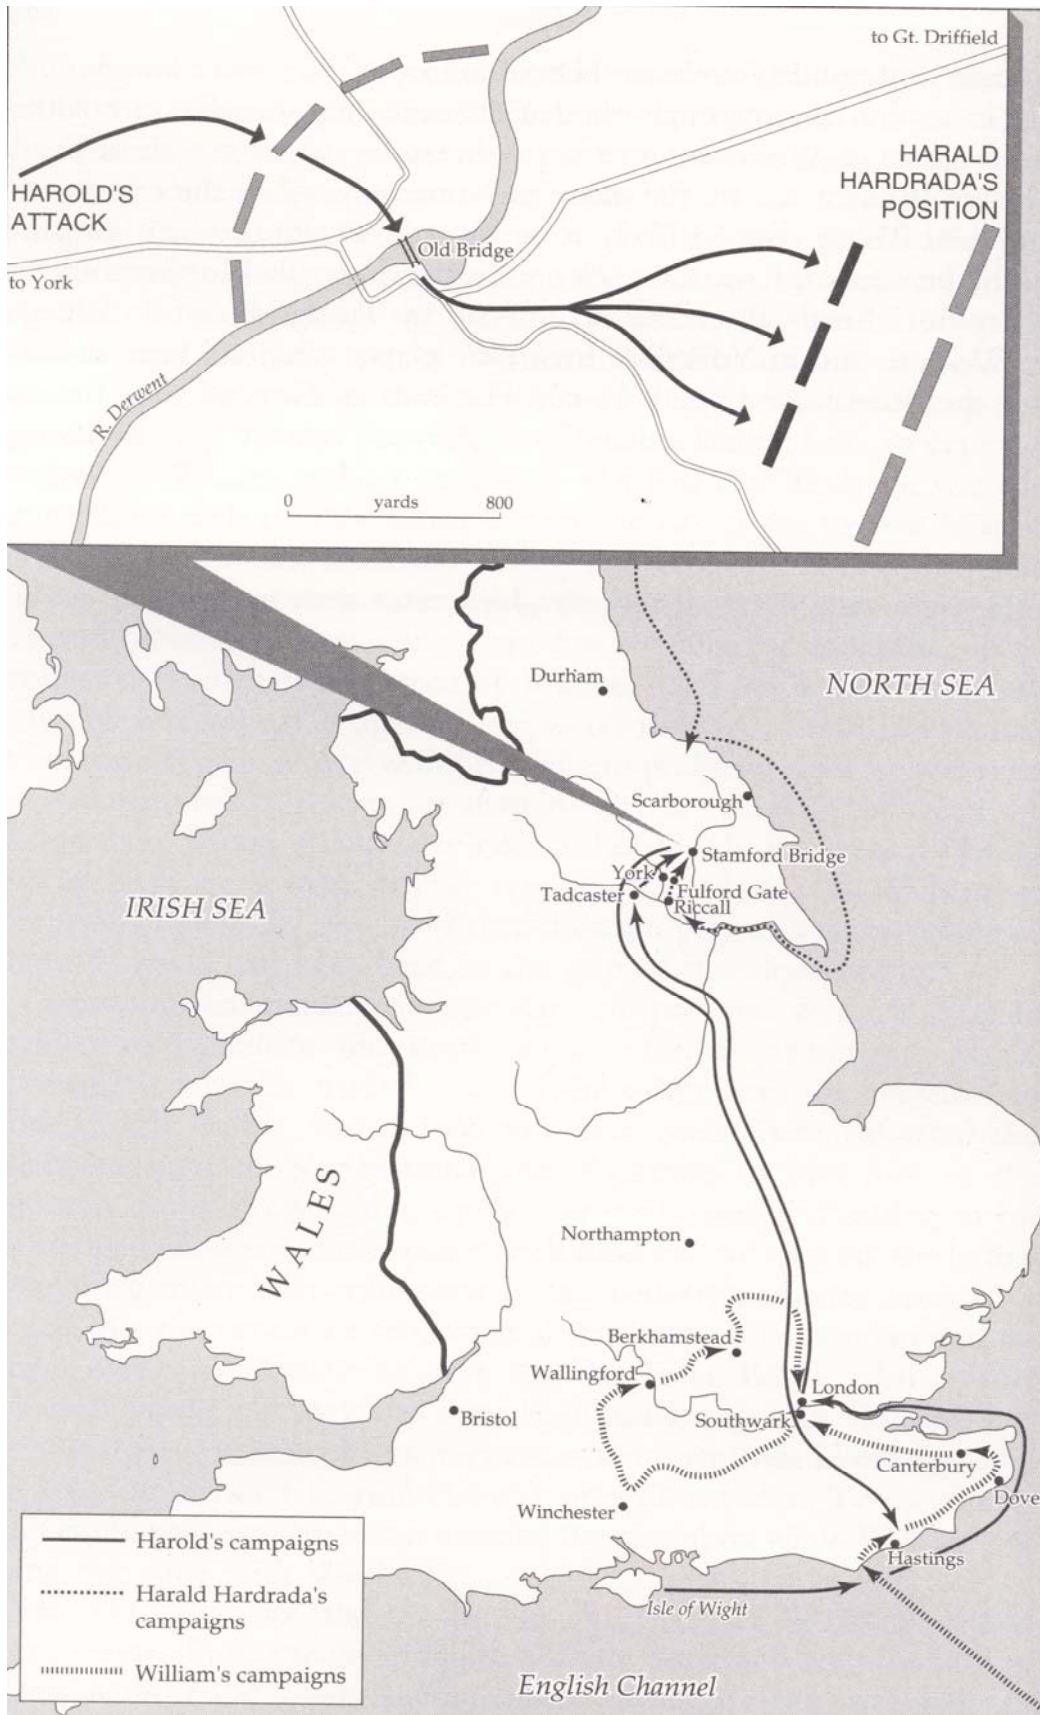 to Gt. Driffield
HAROLD'S
ATTACK
HARALD
HARDRADA'S
POSITION
Old Bridge
to York
R. Derwent
0 yards 800
Durham
NORTH SEA
Scarborough
Stamford Bridge
York
Fulford Gate
Tadcaster
Riccall
IRISH SEA
WALES
Northampton
Berkhamstead
Wallingford
London
Southwark
Bristol
Canterbury
Dove
Winchester
Hastings
Isle of Wight
English Channel
Harold's campaigns
Harald Hardrada's
campaigns
William's campaigns